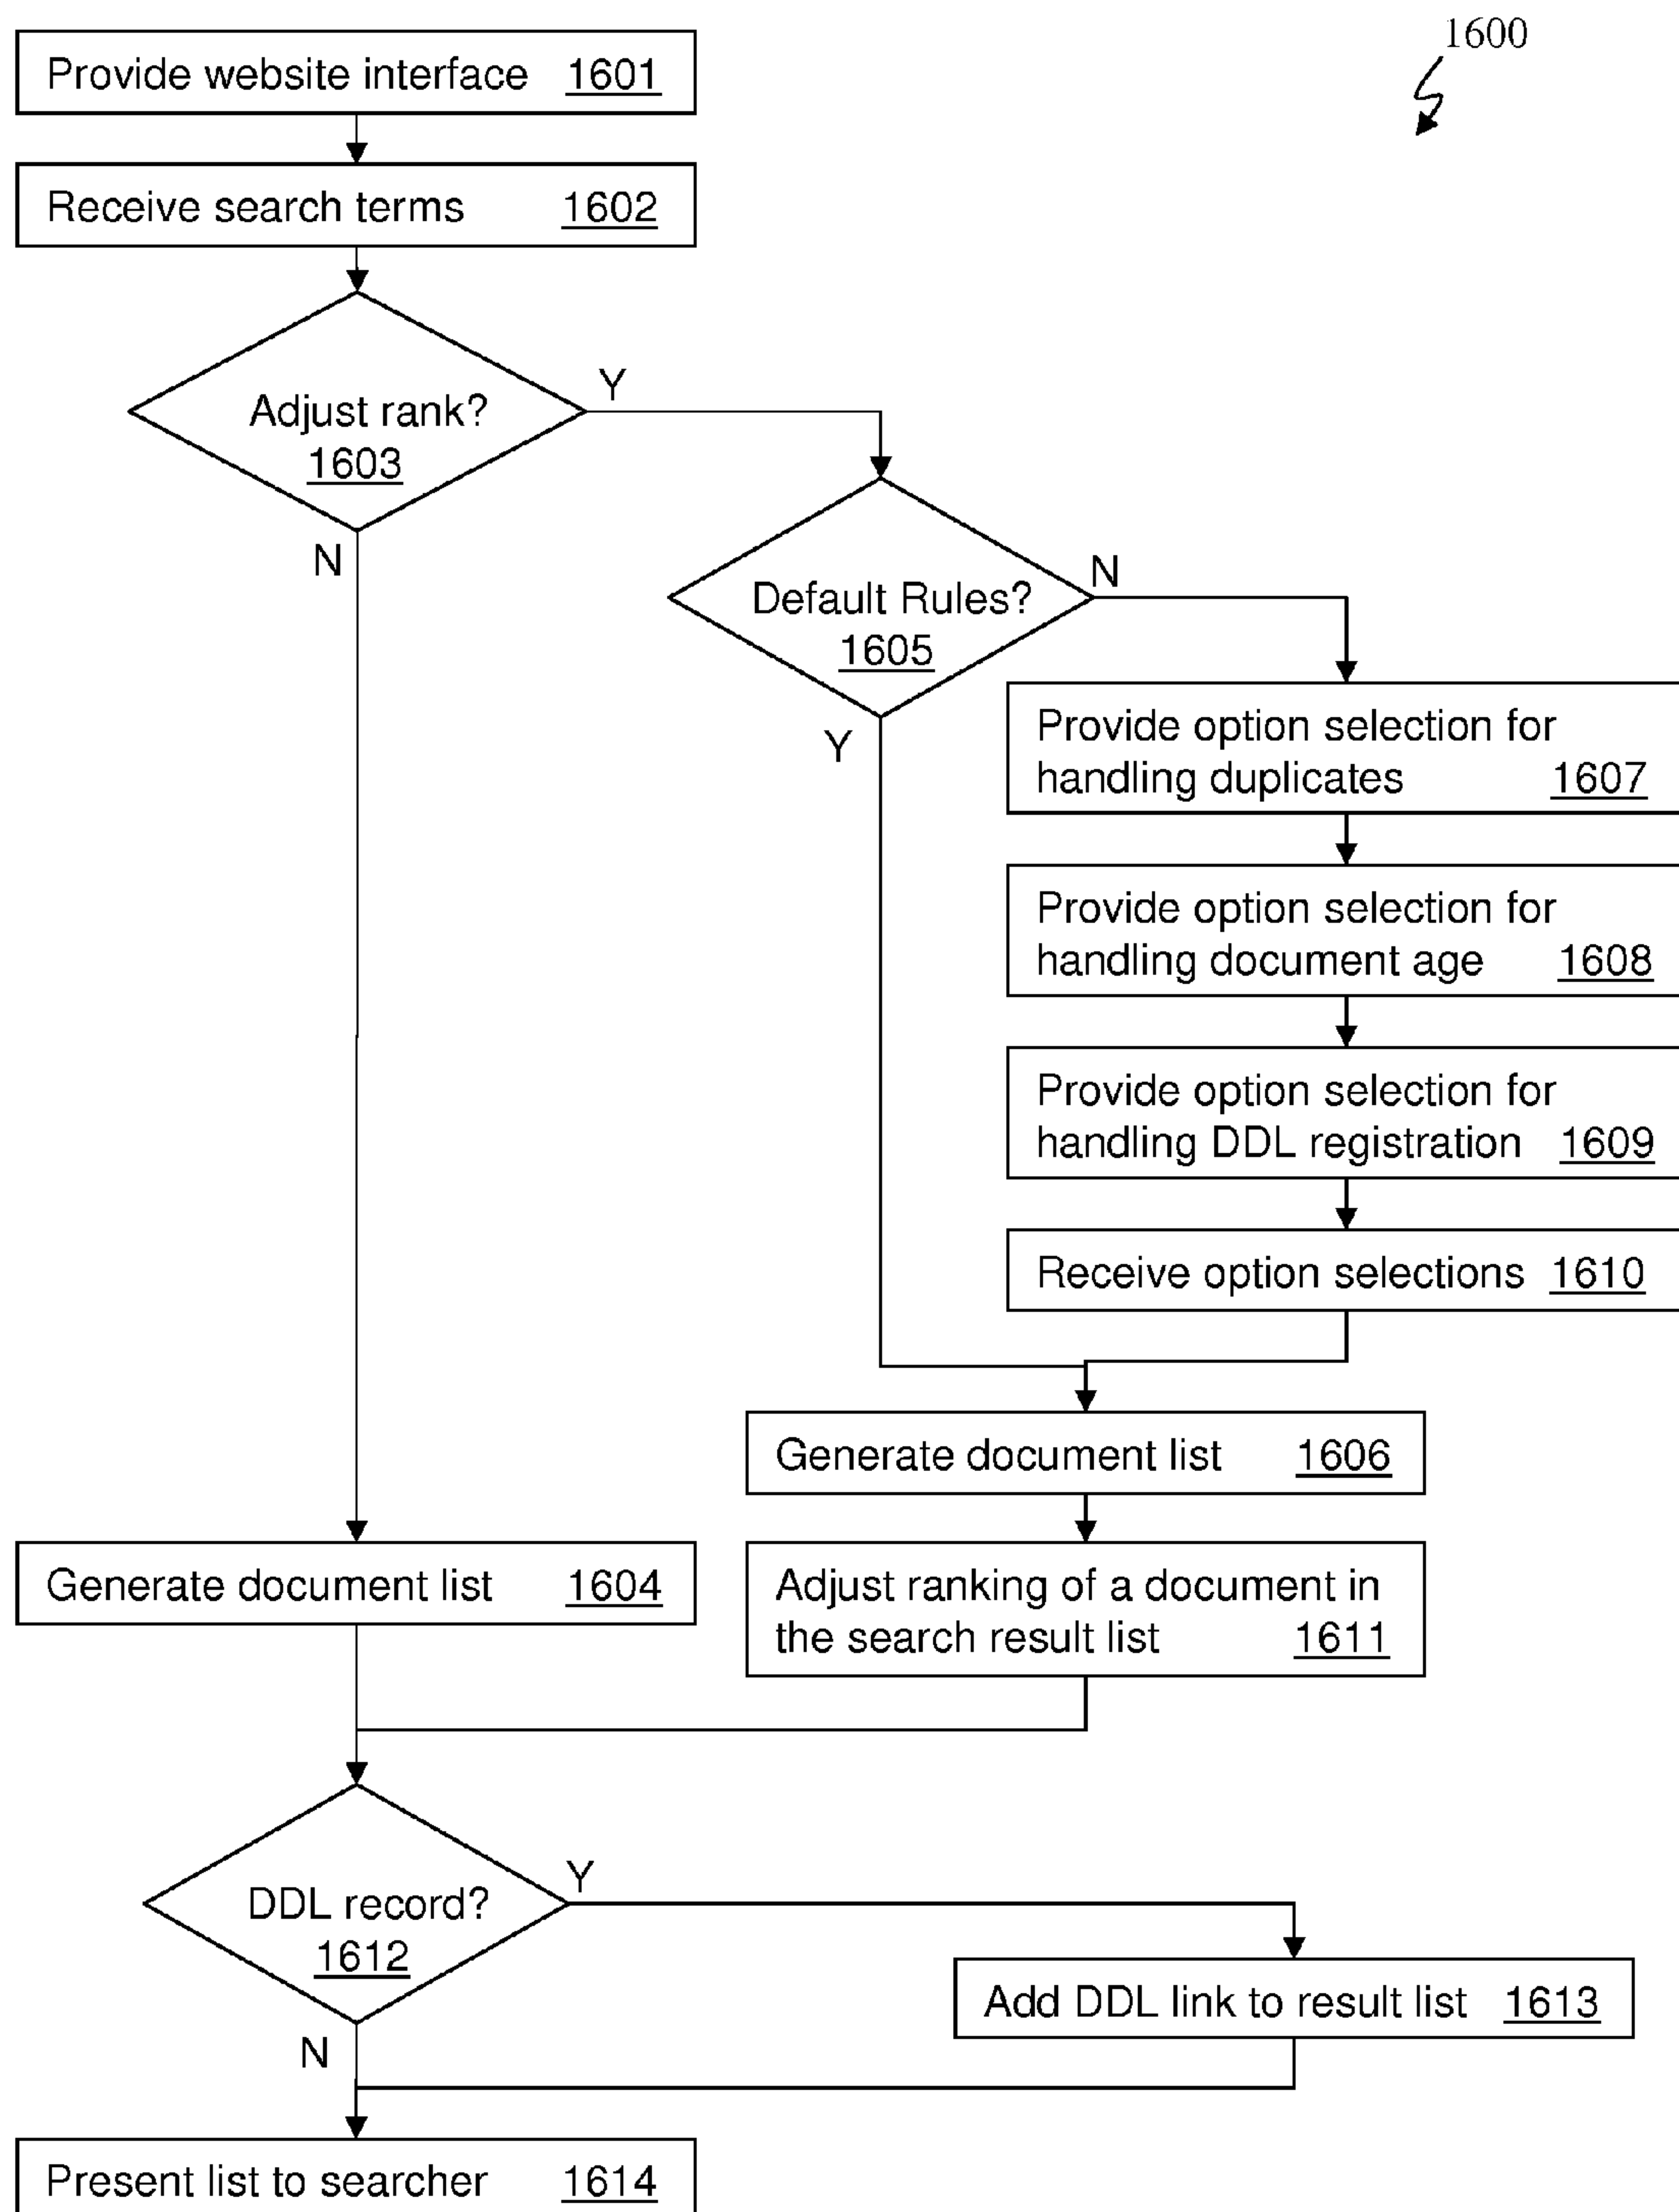 1600
Provide website interface 1601
Receive search terms 1602
Adjust rank?
1603
Y
N
Default Rules?
1605
N
Y
Provide option selection for
handling duplicates 1607
Provide option selection for
handling document age 1608
Provide option selection for
handling DDL registration 1609
Receive option selections 1610
Generate document list 1606
Generate document list 1604
Adjust ranking of a document in
the search result list 1611
DDL record?
1612
Y
N
Add DDL link to result list 1613
Present list to searcher 1614